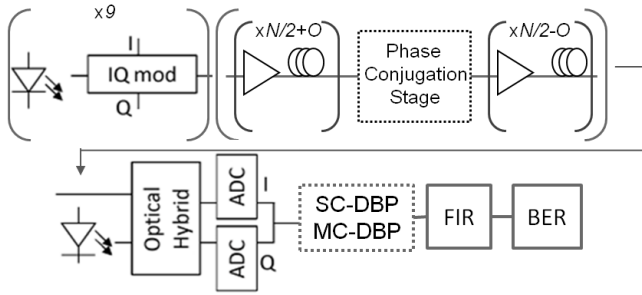 x9
I
IQ mod
Q
xN/2+O
Phase
Conjugation
Stage
xN/2-O
Optical
Hybrid
ADC
I
ADC
Q
SC-DBP
MC-DBP
FIR
BER